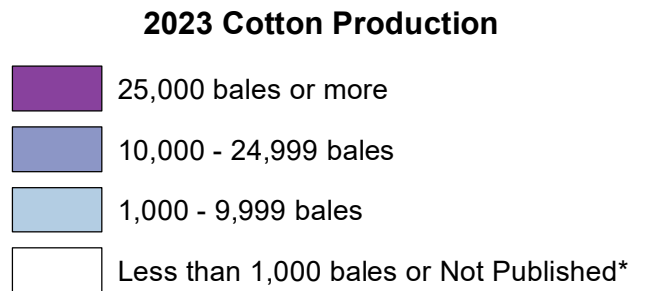 2023 Cotton Production
25,000 bales or more
10,000 - 24,999 bales
1,000 - 9,999 bales
Less than 1,000 bales or Not Published*